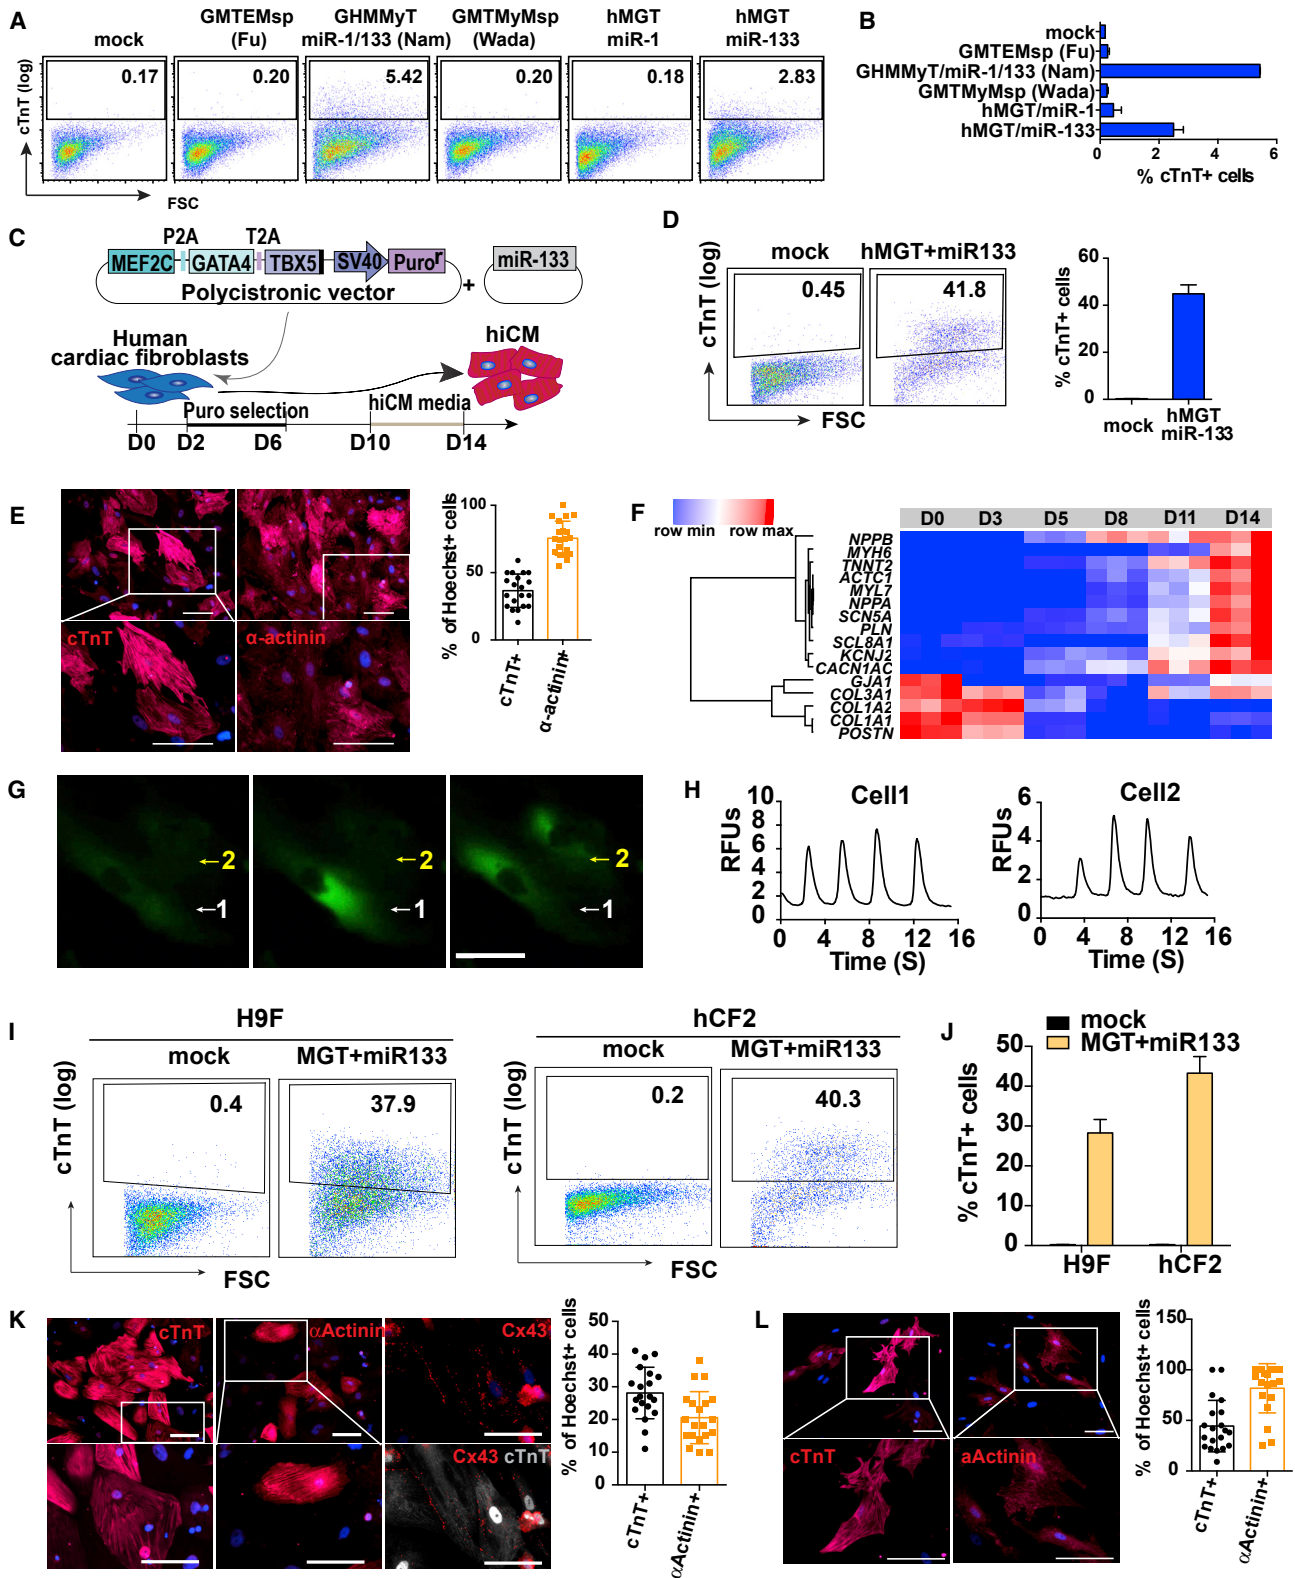 A
mock
GMTEMsp
(Fu)
GHMMyT
miR-1/133 (Nam)
GMTMyMsp
(Wada)
hMGT
miR-1
hMGT
miR-133
cTnT (log)
0.17
0.20
5.42
0.20
0.18
2.83
FSC
B
mock
GMTEMsp (Fu)
GHMMyT/miR-1/133 (Nam)
GMTMyMsp (Wada)
hMGT/miR-1
hMGT/miR-133
0 2 4 6
% cTnT+ cells
C
P2A T2A
MEF2C GATA4 TBX5 SV40 Puror
miR-133
Polycistronic vector
+
Human
cardiac fibroblasts
hiCM
Puro selection
hiCM media
D0 D2 D6 D10 D14
D
mock hMGT+miR133
cTnT (log)
0.45 41.8
FSC
% cTnT+ cells
60
40
20
0
mock
hMGT
miR-133
E
cTnT
α-actinin
% of Hoechst+ cells
100
50
0
cTnT+
α-actinin+
F
row min row max
D0 D3 D5 D8 D11 D14
NPPB
MYH6
TNNT2
ACTC1
MYL7
NPPA
SCN5A
PLN
SCL8A1
KCNJ2
CACN1AC
GJA1
COL3A1
COL1A2
COL1A1
POSTN
G
2
1
2
1
2
1
H
Cell1
RFUs
10
8
6
4
2
0
0 4 8 12 16
Time (S)
Cell2
RFUs
6
4
2
0
0 4 8 12 16
Time (S)
I
H9F
mock MGT+miR133
cTnT (log)
0.4 37.9
FSC
hCF2
mock MGT+miR133
cTnT (log)
0.2 40.3
FSC
J
mock
MGT+miR133
% cTnT+ cells
50
40
30
20
10
0
H9F hCF2
K
cTnT
αActinin
Cx43
Cx43 cTnT
% of Hoechst+ cells
50
40
30
20
10
0
cTnT+
αActinin+
L
cTnT
aActinin
% of Hoechst+ cells
150
100
50
0
cTnT+
αActinin+